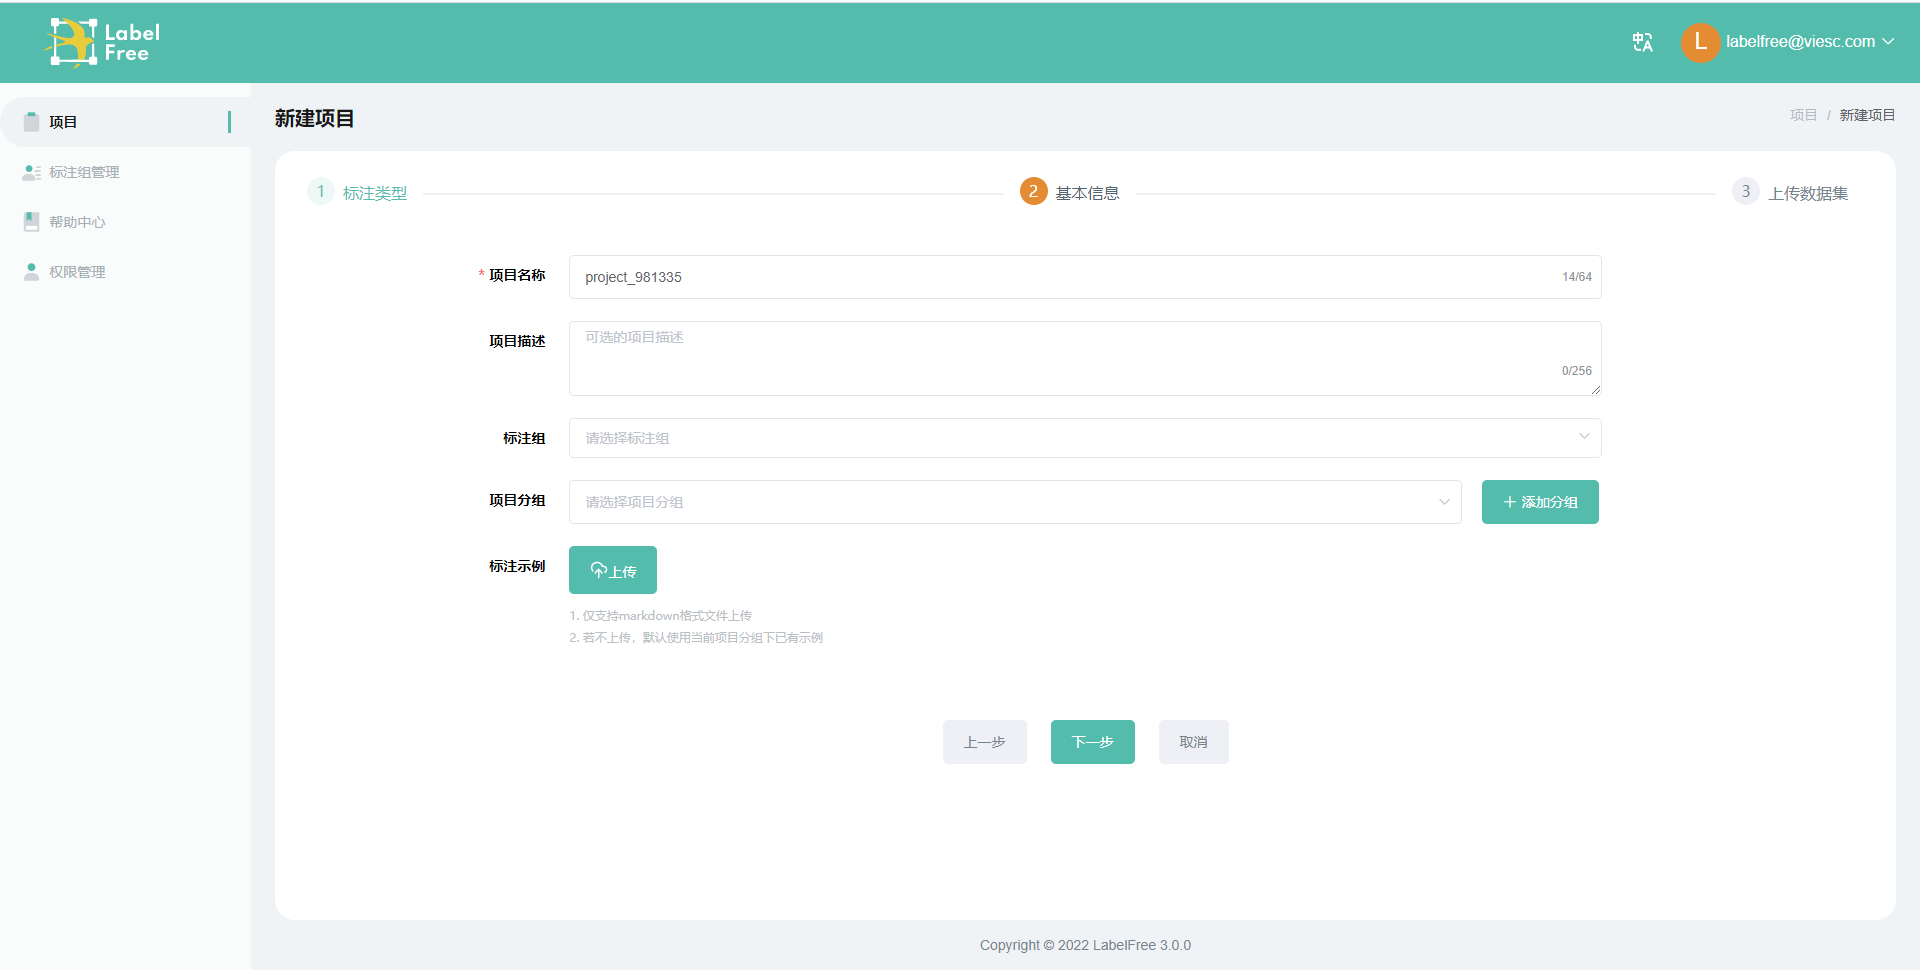 Label
Free
L labelfree@viesc.com
项目
标注组管理
帮助中心
权限管理
新建项目
项目 / 新建项目
1 标注类型
2 基本信息
3 上传数据集
* 项目名称
project_981335
14/64
项目描述
可选的项目描述
0/256
标注组
请选择标注组
项目分组
请选择项目分组
添加分组
标注示例
上传
1. 仅支持markdown格式文件上传
2. 若不上传，默认使用当前项目分组下已有示例
上一步
下一步
取消
Copyright © 2022 LabelFree 3.0.0